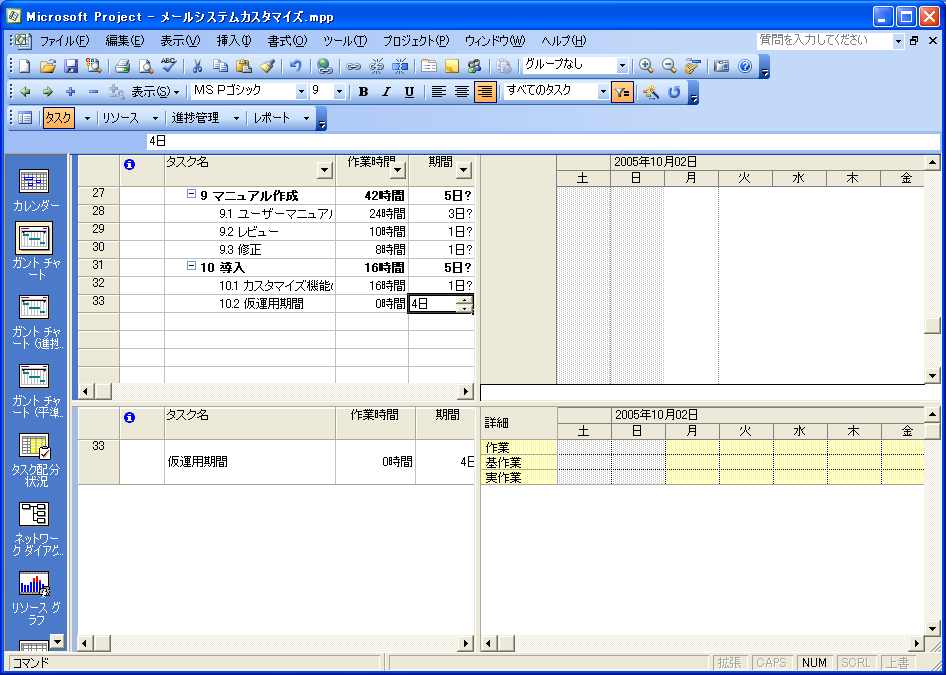 Microsoft Project - メールシステムカスタマイズ.mpp
ファイル(F) 編集(E) 表示(V) 挿入(I) 書式(O) ツール(T) プロジェクト(P) ウィンドウ(W) ヘルプ(H) 質問を入力してください
グループなし
表示(S) MS Pゴシック 9 B I U すべてのタスク
タスク リソース 進捗管理 レポート
4日
カレンダー
ガント チャ
ート
ガント チャ
ート (進捗..
ガント チャ
ート (平準..
タスク配分
状況
ネットワー
ク ダイアグ..
リソース グ
ラフ
タスク名 作業時間 期間
27 9 マニュアル作成 42時間 5日?
28 9.1 ユーザーマニュアル 24時間 3日?
29 9.2 レビュー 10時間 1日?
30 9.3 修正 8時間 1日?
31 10 導入 16時間 5日?
32 10.1 カスタマイズ機能 16時間 1日?
33 10.2 仮運用期間 0時間 4日
2005年10月02日
土 日 月 火 水 木 金
タスク名 作業時間 期間
33 仮運用期間 0時間 4日
詳細 2005年10月02日
土 日 月 火 水 木 金
作業
基作業
実作業
コマンド 拡張 CAPS NUM SCRL 上書